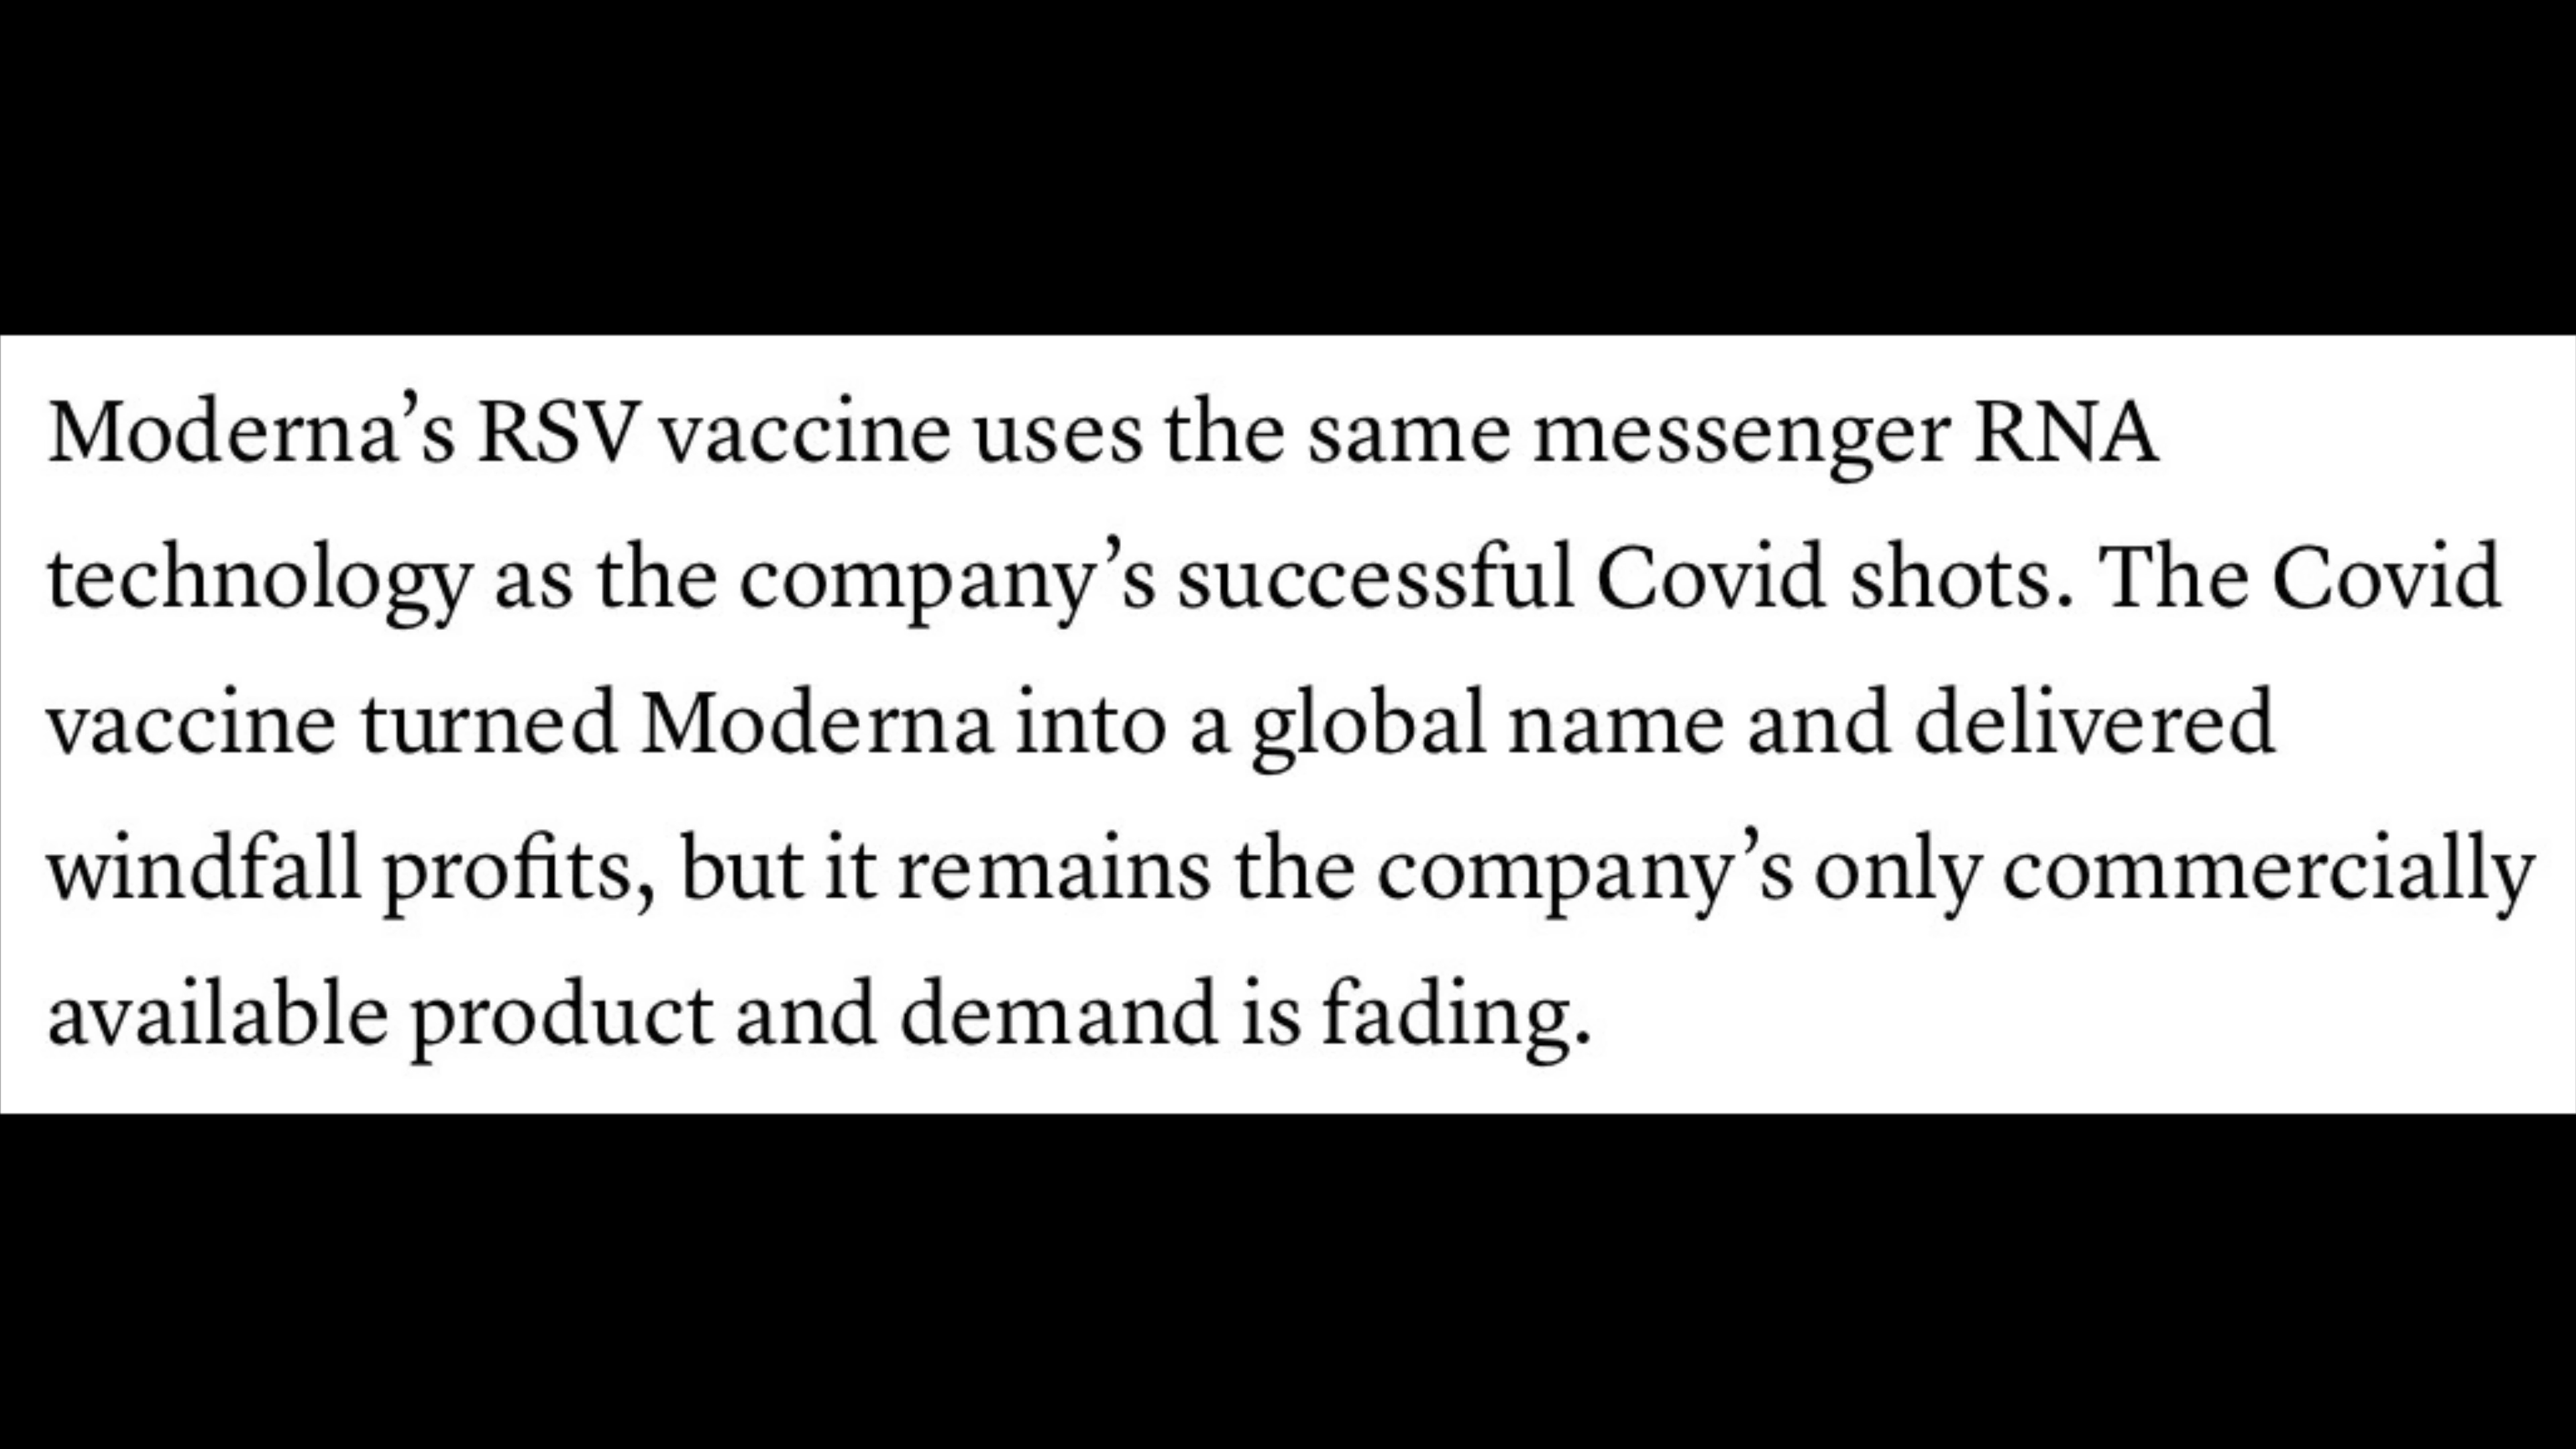 Moderna’s RSV vaccine uses the same messenger RNA
technology as the company’s successful Covid shots. The Covid
vaccine turned Moderna into a global name and delivered
windfall profits, but it remains the company’s only commercially
available product and demand is fading.